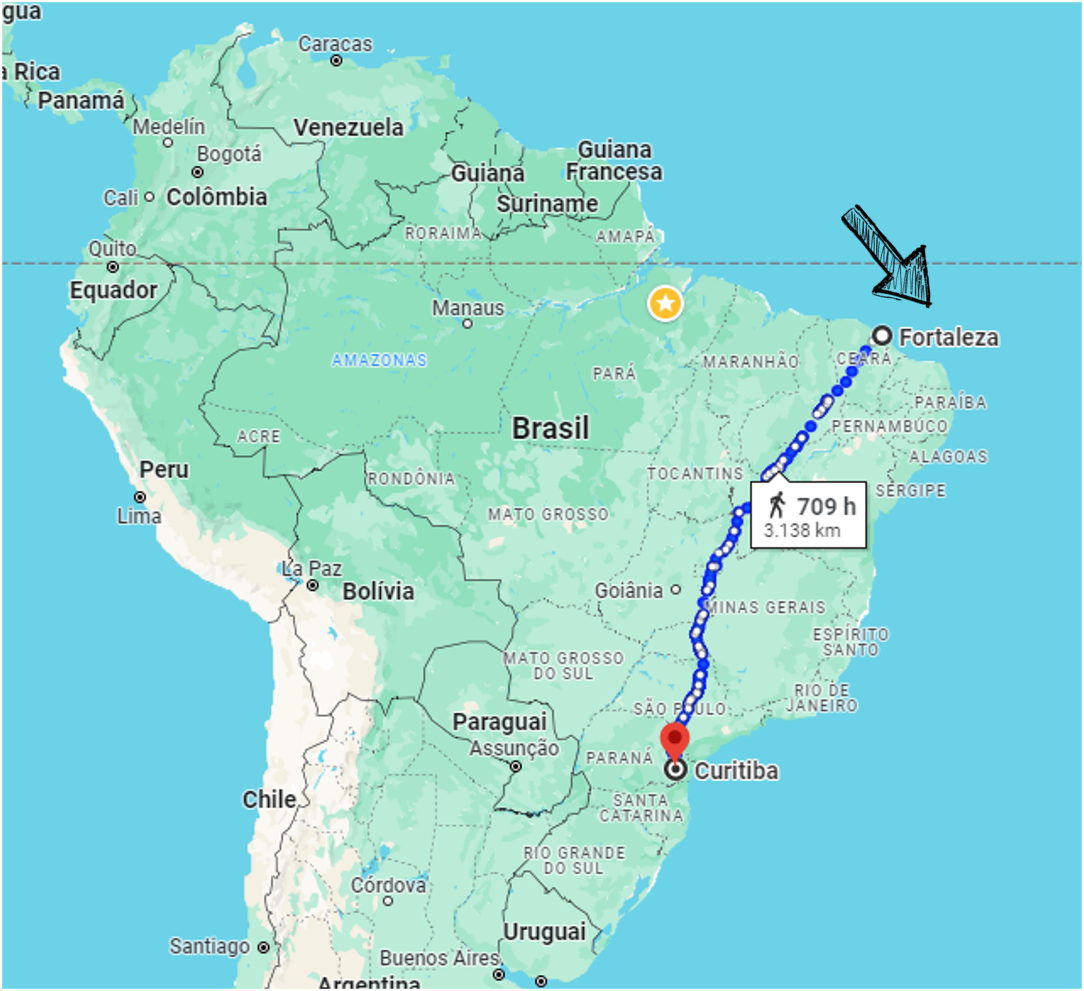 gua
Caracas
a Rica
Panamá
Medelín
Venezuela
Bogotá
Guiana
Francesa
Guiana
Cali
Colômbia
Suriname
RORAIMA
AMAPÁ
Quito
Equador
Manaus
Fortaleza
AMAZONAS
MARANHÃO
CEARÁ
PARÁ
PARAÍBA
Brasil
PERNAMBUCO
ACRE
ALAGOAS
Peru
RONDÔNIA
TOCANTINS
SERGIPE
Lima
MATO GROSSO
709 h
3.138 km
La Paz
Bolívia
Goiânia
MINAS GERAIS
ESPÍRITO
SANTO
MATO GROSSO
DO SUL
RIO DE
JANEIRO
SÃO PAULO
Paraguai
Assunção
PARANÁ
Curitiba
Chile
SANTA
CATARINA
RIO GRANDE
DO SUL
Córdova
Uruguai
Santiago
Buenos Aires
Argentina